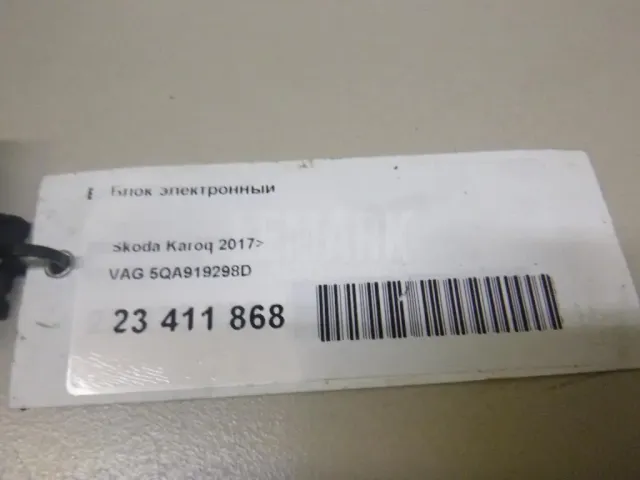 Блок электронный
Skoda Karoq 2017>
VAG 5QA919298D
23 411 868